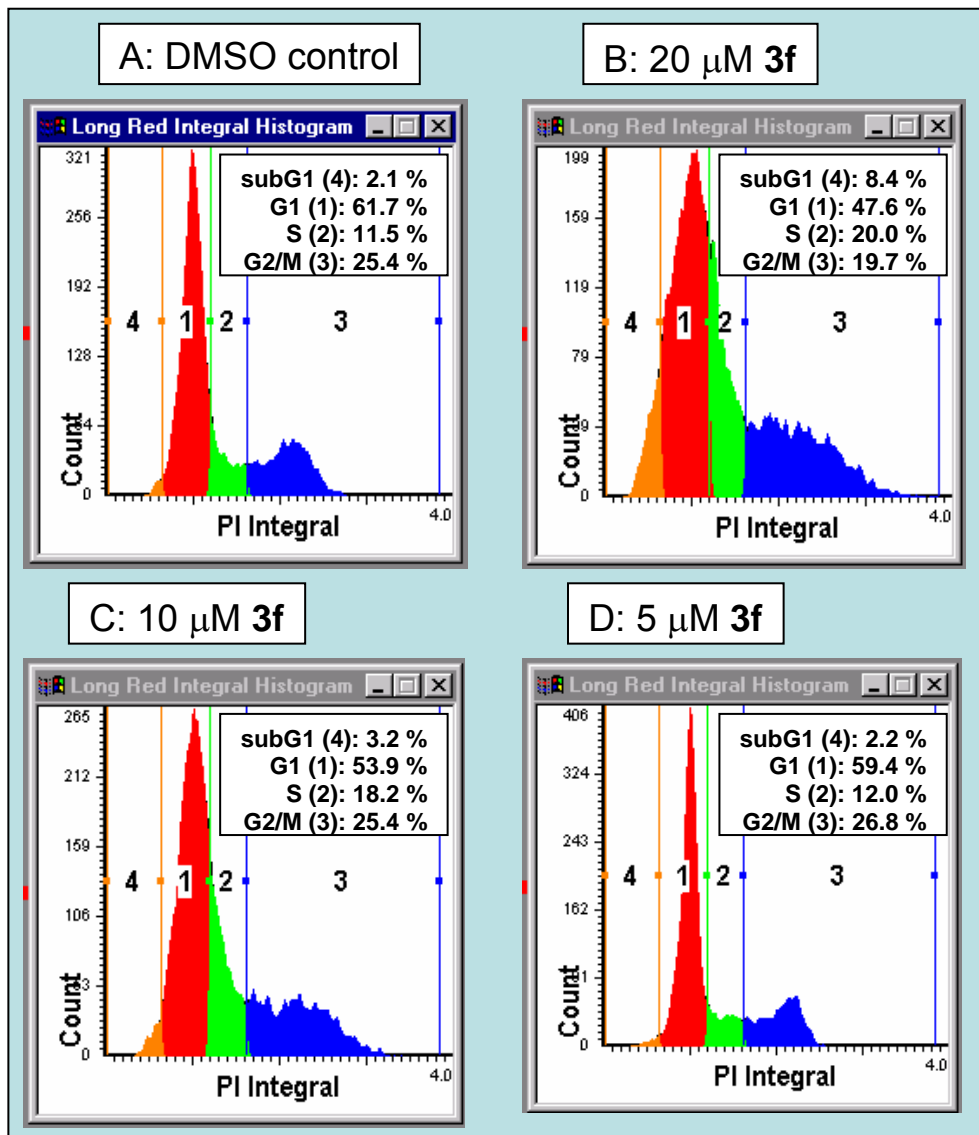 A: DMSO control
Long Red Integral Histogram
321
256
192
128
64
0
Count
subG1 (4): 2.1 %
G1 (1): 61.7 %
S (2): 11.5 %
G2/M (3): 25.4 %
4 1 2 3
4.0
PI Integral
B: 20 μM 3f
Long Red Integral Histogram
199
159
119
79
39
0
Count
subG1 (4): 8.4 %
G1 (1): 47.6 %
S (2): 20.0 %
G2/M (3): 19.7 %
4 1 2 3
4.0
PI Integral
C: 10 μM 3f
Long Red Integral Histogram
265
212
159
106
53
0
Count
subG1 (4): 3.2 %
G1 (1): 53.9 %
S (2): 18.2 %
G2/M (3): 25.4 %
4 1 2 3
4.0
PI Integral
D: 5 μM 3f
Long Red Integral Histogram
406
324
243
162
81
0
Count
subG1 (4): 2.2 %
G1 (1): 59.4 %
S (2): 12.0 %
G2/M (3): 26.8 %
4 1 2 3
4.0
PI Integral